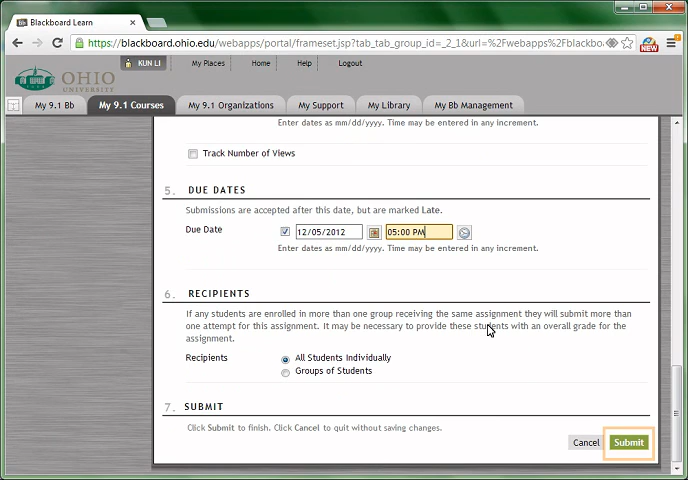 Blackboard Learn
https://blackboard.ohio.edu/webapps/portal/frameset.jsp?tab_tab_group_id=_2_1&url=%2Fwebapps%2Fblackbo
NEW
KUN LI
My Places
Home
Help
Logout
OHIO
UNIVERSITY
My 9.1 Bb
My 9.1 Courses
My 9.1 Organizations
My Support
My Library
My Bb Management
Enter dates as mm/dd/yyyy. Time may be entered in any increment.
Track Number of Views
5. DUE DATES
Submissions are accepted after this date, but are marked Late.
Due Date 12/05/2012 05:00 PM
Enter dates as mm/dd/yyyy. Time may be entered in any increment.
6. RECIPIENTS
If any students are enrolled in more than one group receiving the same assignment they will submit more than
one attempt for this assignment. It may be necessary to provide these students with an overall grade for the
assignment.
Recipients All Students Individually
Groups of Students
7. SUBMIT
Click Submit to finish. Click Cancel to quit without saving changes.
Cancel Submit